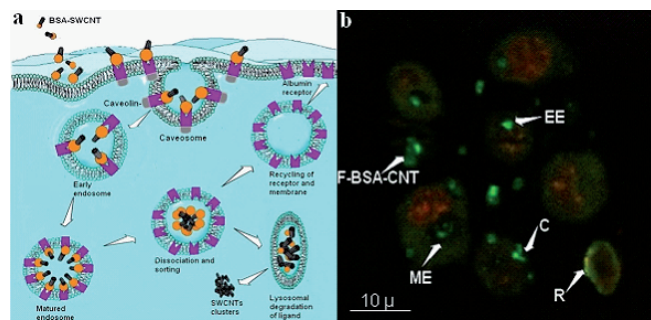 a
BSA-SWCNT
Caveolin-
Albumin
receptor
Caveosome
Early
endosome
Recycling of
receptor and
membrane
Dissociation and
sorting
Matured
endosome
SWCNTs
clusters
Lysosomal
degradation of
ligand
b
EE
F-BSA-CNT
ME
C
R
10 µ